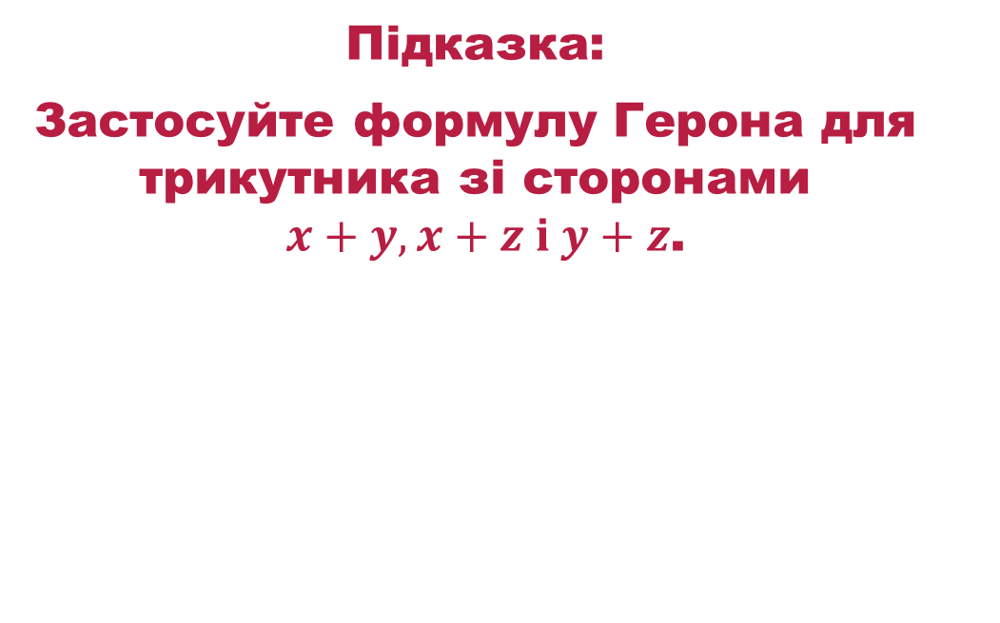 Підказка:
Застосуйте формулу Герона для
трикутника зі сторонами
x + y, x + z і y + z.